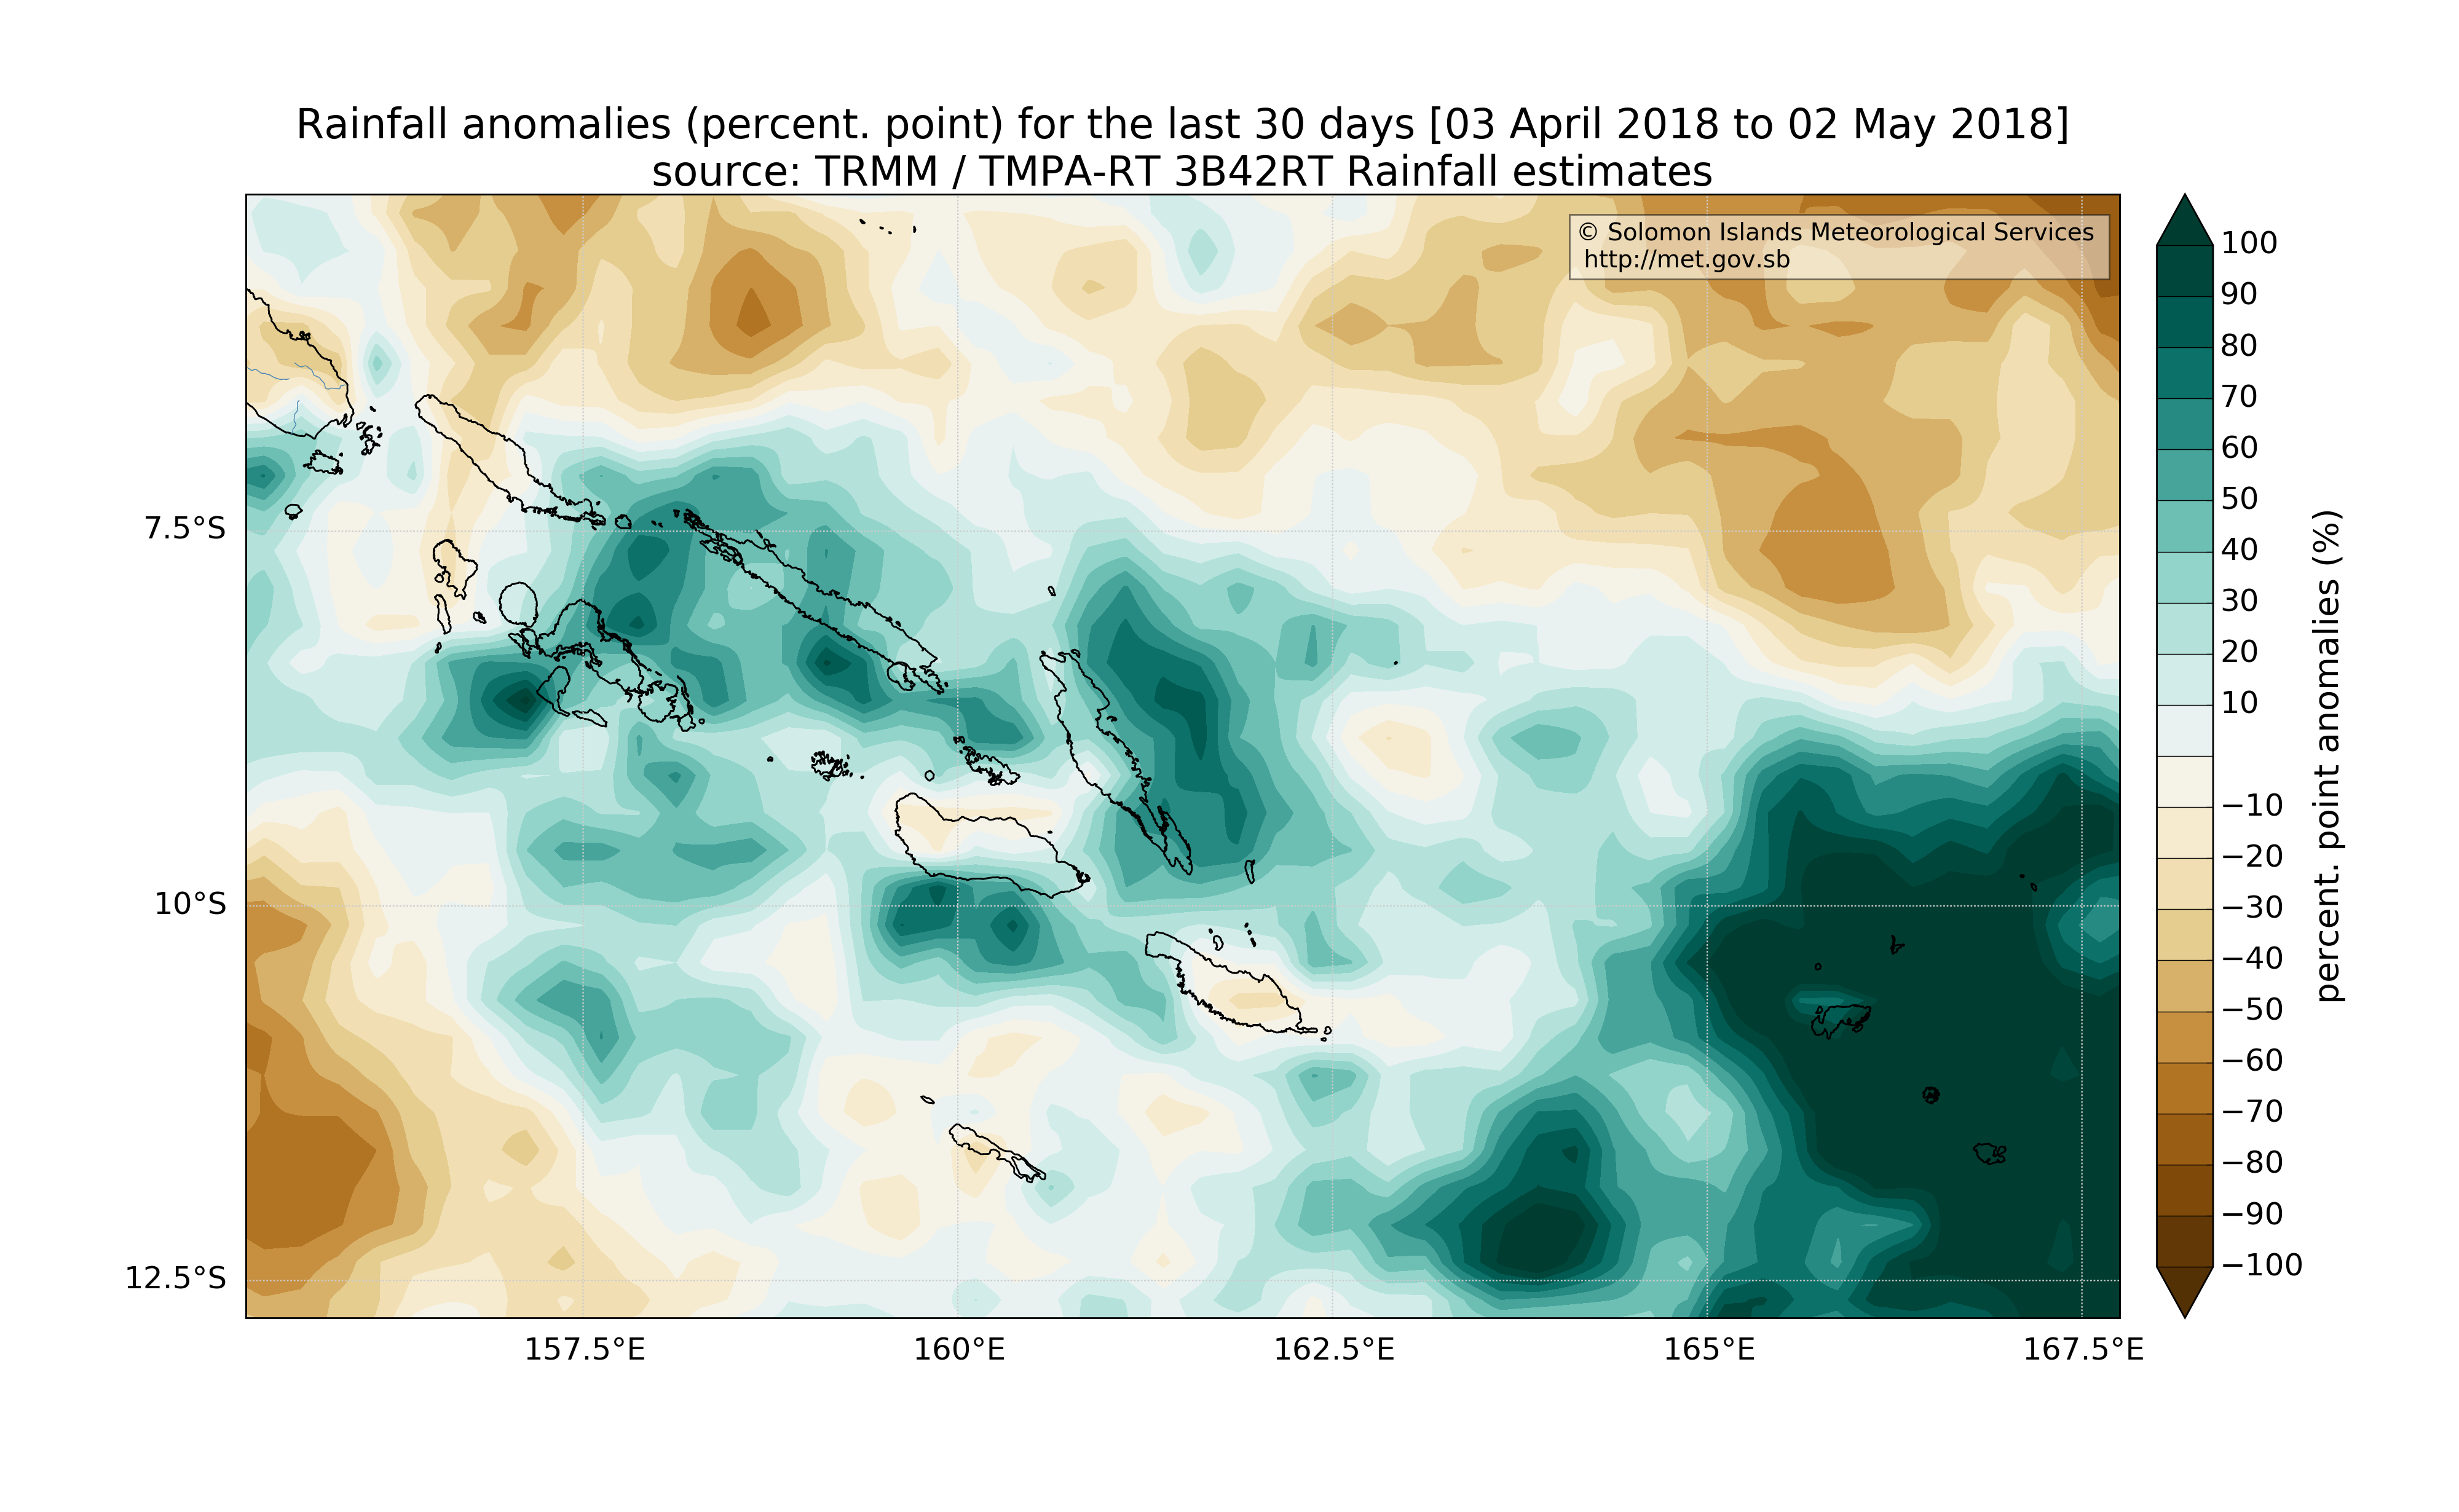 Rainfall anomalies (percent. point) for the last 30 days [03 April 2018 to 02 May 2018]
source: TRMM / TMPA-RT 3B42RT Rainfall estimates
© Solomon Islands Meteorological Services
http://met.gov.sb
7.5°S
10°S
12.5°S
157.5°E
160°E
162.5°E
165°E
167.5°E
100
90
80
70
60
50
40
30
20
10
−10
−20
−30
−40
−50
−60
−70
−80
−90
−100
percent. point anomalies (%)